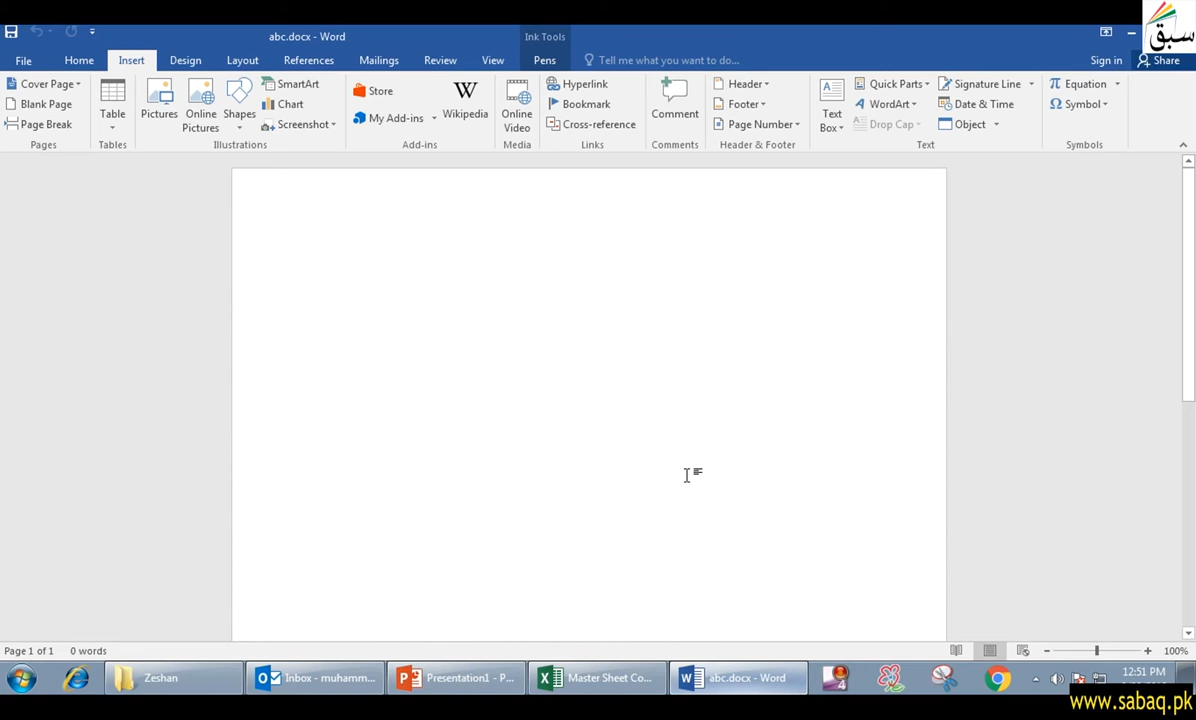 سبق
abc.docx - Word
Ink Tools
File
Home
Insert
Design
Layout
References
Mailings
Review
View
Pens
Tell me what you want to do...
Sign in
Share
Cover Page
Blank Page
Page Break
Pages
Table
Tables
Pictures
Online Pictures
Shapes
SmartArt
Chart
Screenshot
Illustrations
Store
My Add-ins
W
Wikipedia
Add-ins
Online Video
Media
Hyperlink
Bookmark
Cross-reference
Links
Comment
Comments
Header
Footer
Page Number
Header & Footer
A
Text Box
Quick Parts
WordArt
Drop Cap
Signature Line
Date & Time
Object
Text
π Equation
Ω Symbol
Symbols
Page 1 of 1
0 words
100%
Zeshan
Inbox - muhamm...
Presentation1 - P...
Master Sheet Co...
abc.docx - Word
4
12:51 PM
www.sabaq.pk